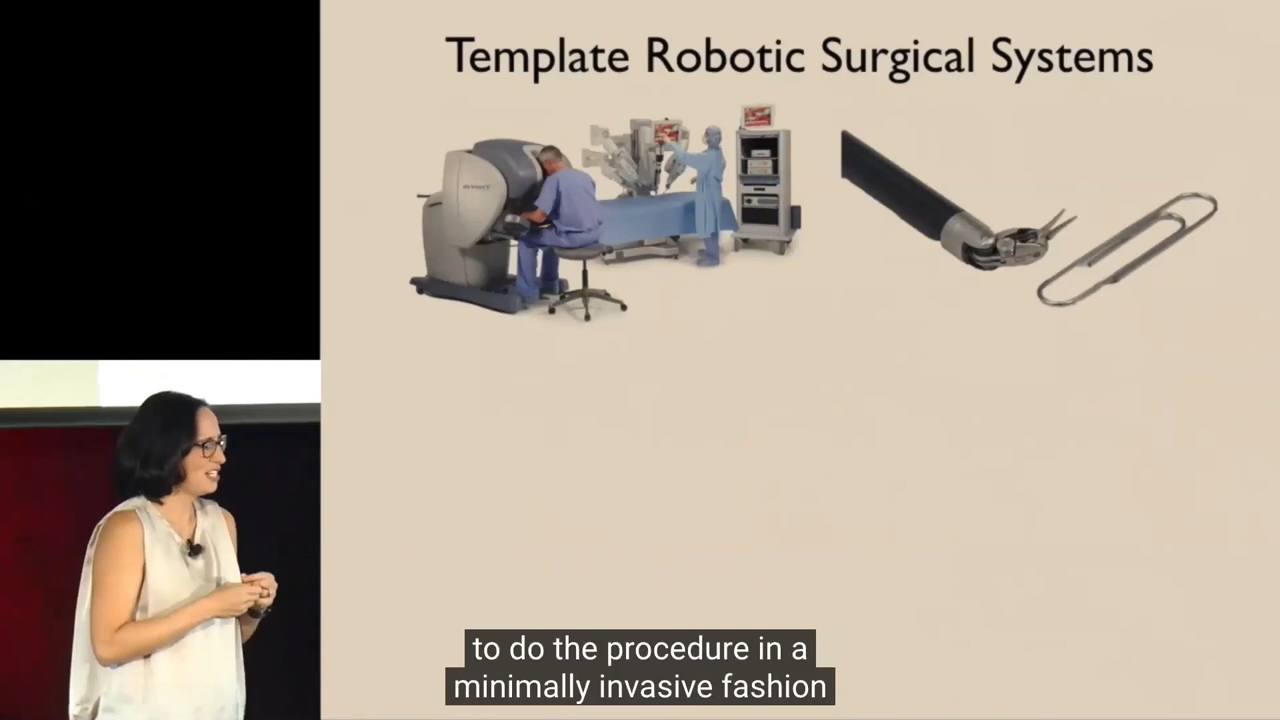 Template Robotic Surgical Systems
to do the procedure in a
minimally invasive fashion